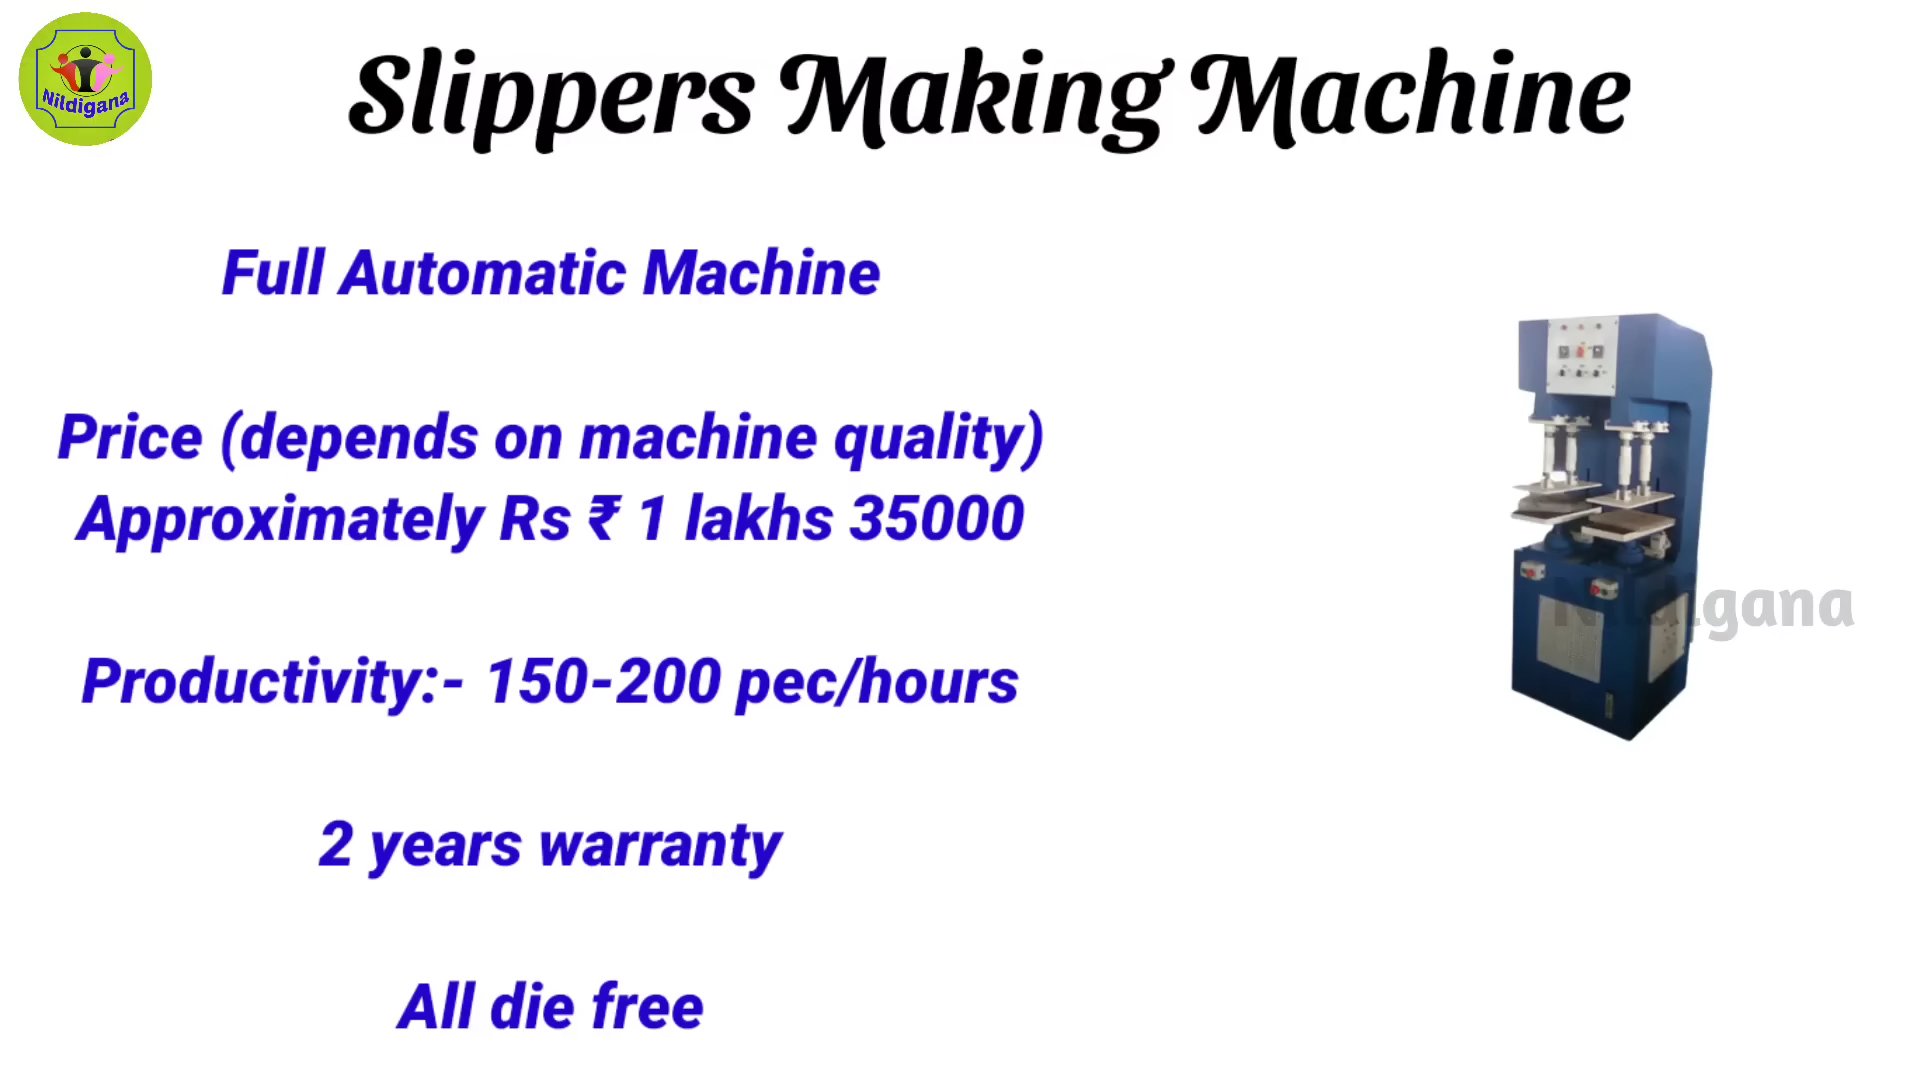 Nildigana
Slippers Making Machine
Full Automatic Machine
Price (depends on machine quality)
Approximately Rs ₹ 1 lakhs 35000
Productivity:- 150-200 pec/hours
2 years warranty
All die free
Nildigana